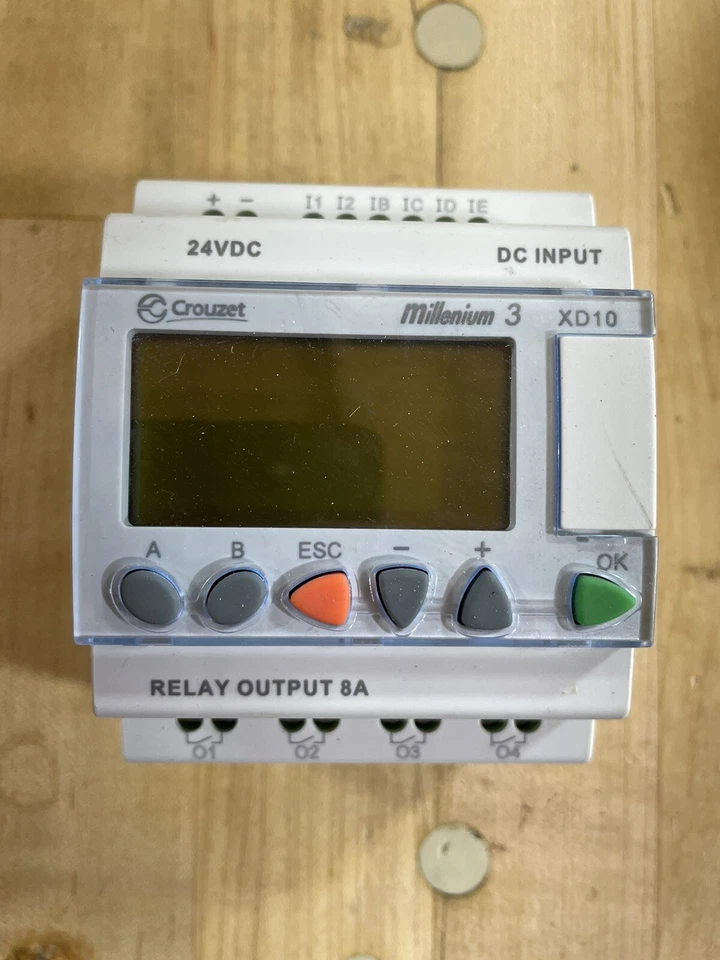 + − I1 I2 IB IC ID IE
24VDC DC INPUT
Crouzet millenium 3 XD10
A B ESC − + OK
RELAY OUTPUT 8A
O1 O2 O3 O4